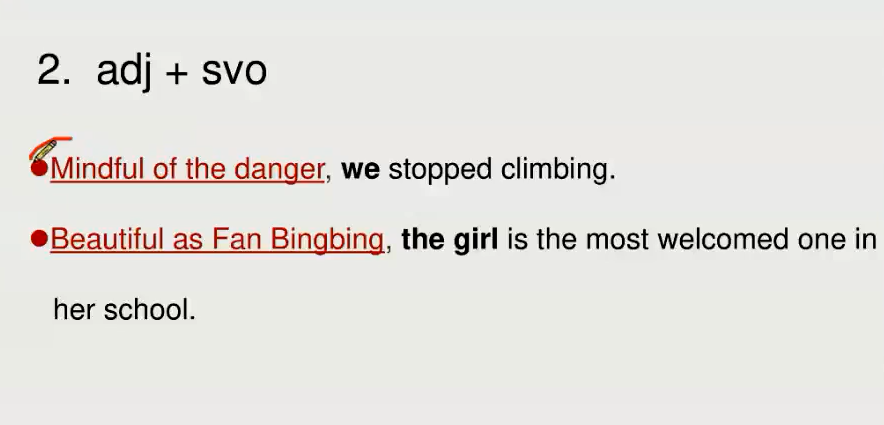 2. adj + svo
●Mindful of the danger, we stopped climbing.
●Beautiful as Fan Bingbing, the girl is the most welcomed one in
her school.